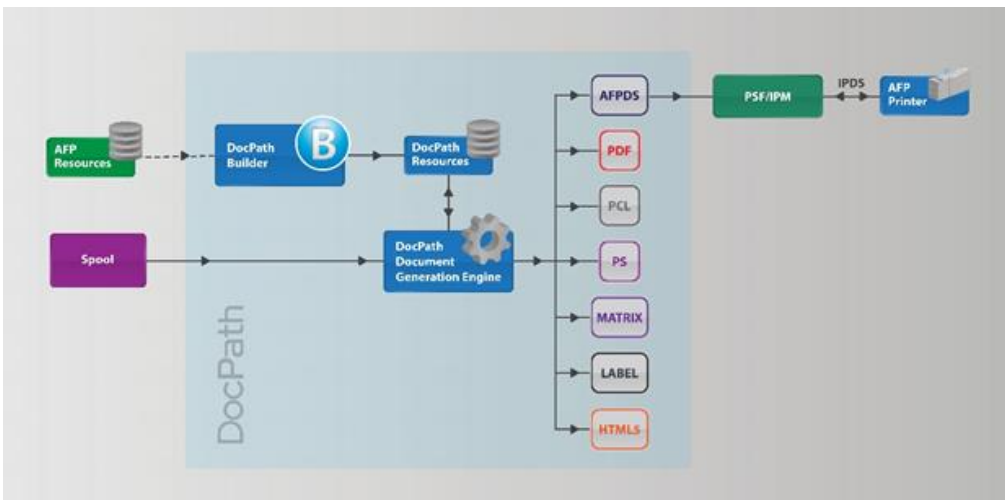 AFP
Resources
DocPath
Builder
B
DocPath
Resources
Spool
DocPath
Document
Generation Engine
AFPDS
PDF
PCL
PS
MATRIX
LABEL
HTML5
PSF/IPM
IPDS
AFP
Printer
DocPath